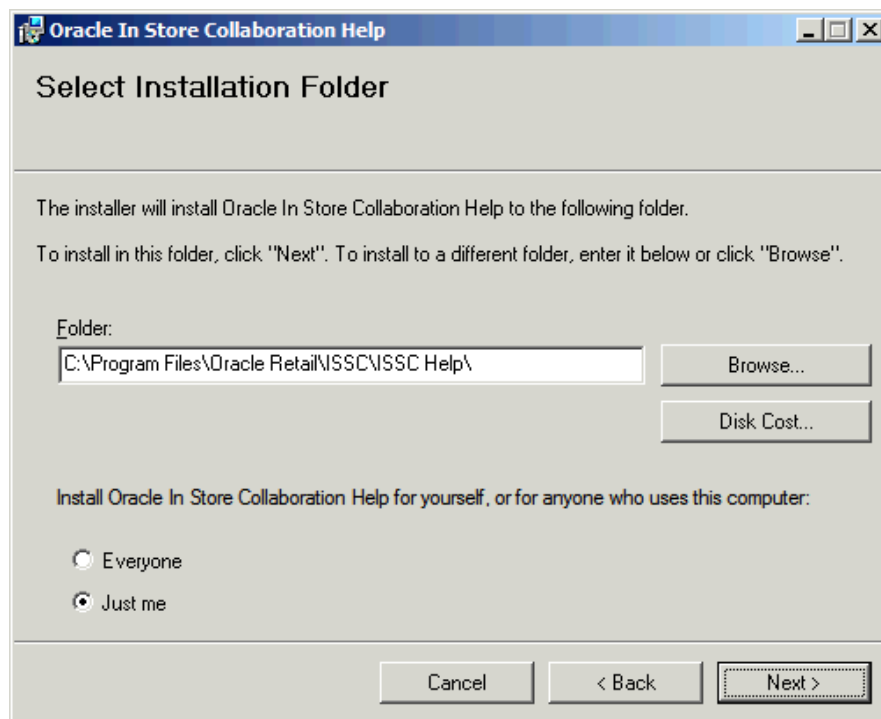 Oracle In Store Collaboration Help
Select Installation Folder
The installer will install Oracle In Store Collaboration Help to the following folder.
To install in this folder, click "Next". To install to a different folder, enter it below or click "Browse".
Folder:
C:\Program Files\Oracle Retail\ISSC\ISSC Help\
Browse...
Disk Cost...
Install Oracle In Store Collaboration Help for yourself, or for anyone who uses this computer:
Everyone
Just me
Cancel
< Back
Next >